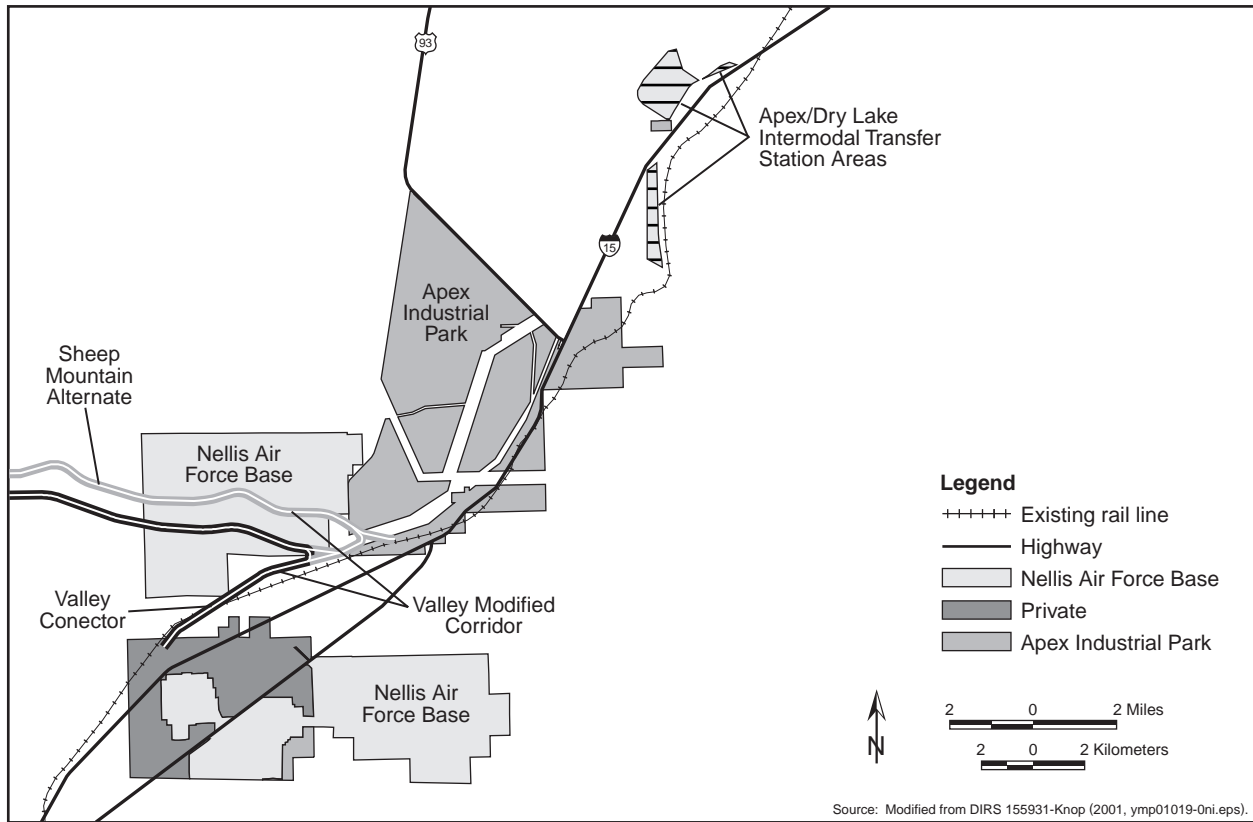 93
Apex/Dry Lake
Intermodal Transfer
Station Areas
15
Apex
Industrial
Park
Sheep
Mountain
Alternate
Nellis Air
Force Base
Valley
Conector
Valley Modified
Corridor
Nellis Air
Force Base
Legend
Existing rail line
Highway
Nellis Air Force Base
Private
Apex Industrial Park
N
2 0 2 Miles
2 0 2 Kilometers
Source: Modified from DIRS 155931-Knop (2001, ymp01019-0ni.eps).